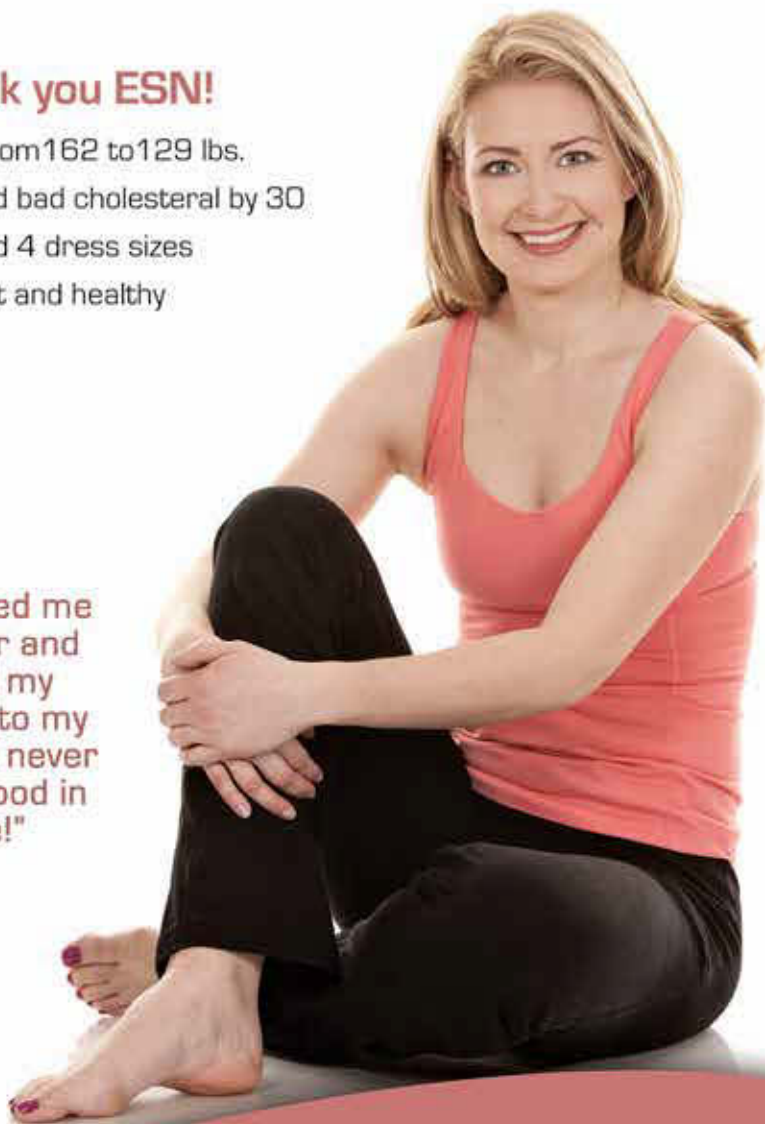 k you ESN!
om162 to129 lbs.
d bad cholesteral by 30
d 4 dress sizes
t and healthy
ed me
r and
my
to my
never
ood in
e!"